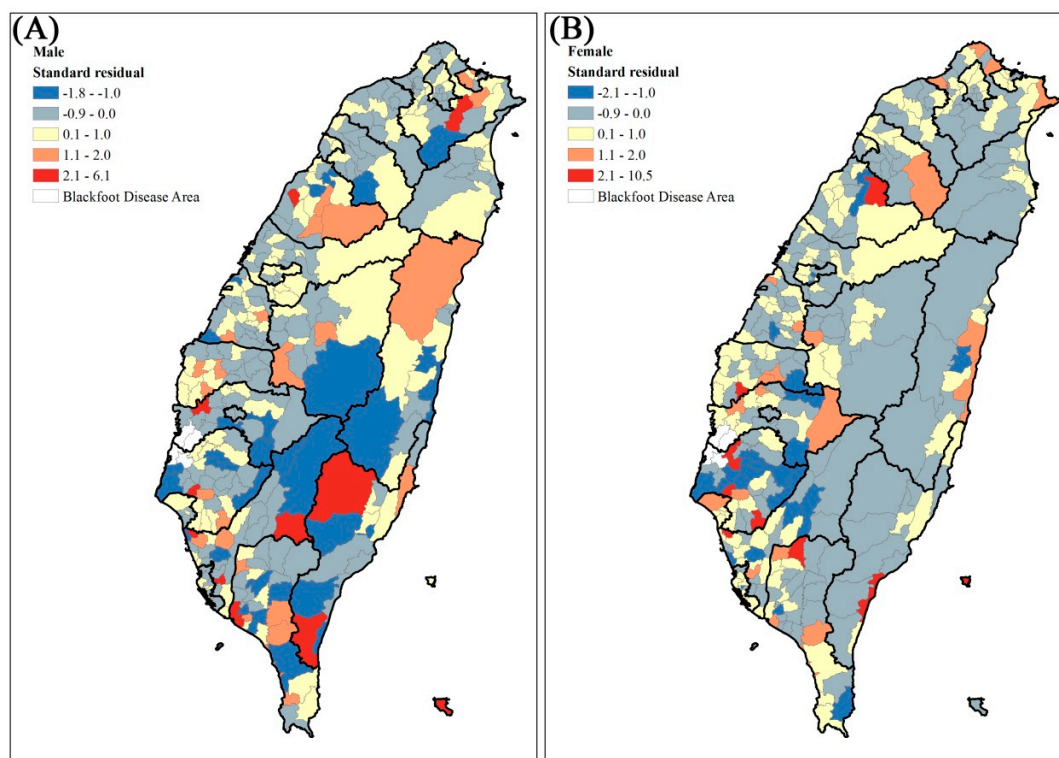 (A)
Male
Standard residual
-1.8 - -1.0
-0.9 - 0.0
0.1 - 1.0
1.1 - 2.0
2.1 - 6.1
Blackfoot Disease Area
(B)
Female
Standard residual
-2.1 - -1.0
-0.9 - 0.0
0.1 - 1.0
1.1 - 2.0
2.1 - 10.5
Blackfoot Disease Area